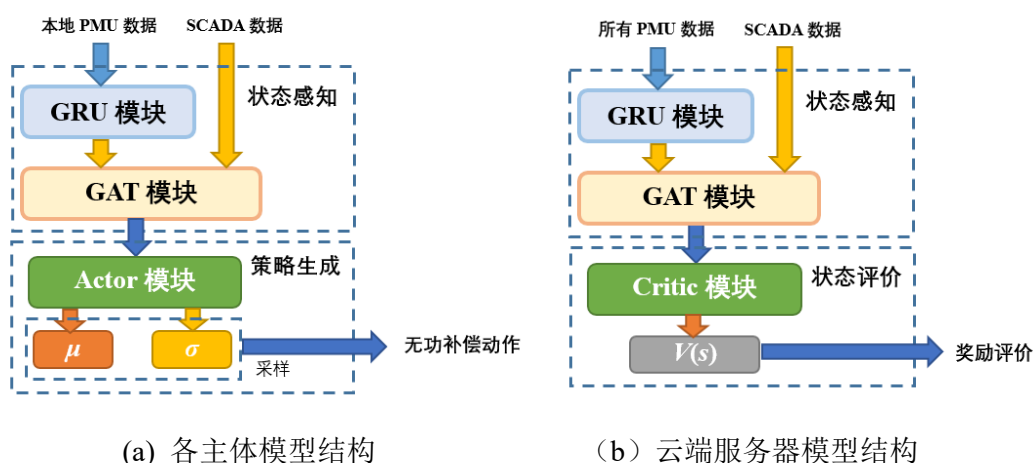 本地 PMU 数据
SCADA 数据
GRU 模块
状态感知
GAT 模块
Actor 模块
策略生成
μ
σ
采样
无功补偿动作
(a) 各主体模型结构
所有 PMU 数据
SCADA 数据
GRU 模块
状态感知
GAT 模块
Critic 模块
状态评价
V(s)
奖励评价
（b）云端服务器模型结构